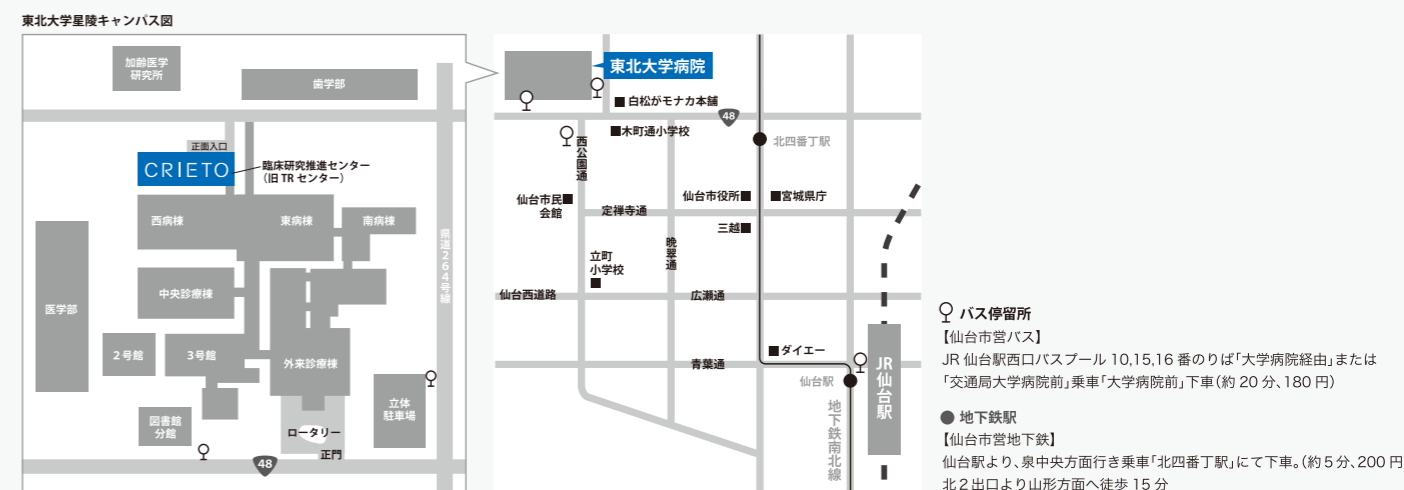 東北大学星陵キャンパス図
加齢医学
研究所
歯学部
正面入口
CRIETO
臨床研究推進センター
（旧 TR センター）
西病棟
東病棟
南病棟
県道264号線
医学部
中央診療棟
2号館
3号館
外来診療棟
立体
駐車場
図書館
分館
ロータリー
正門
48
東北大学病院
白松がモナカ本舗
48
木町通小学校
北四番丁駅
西公園通
仙台市民
会館
仙台市役所
宮城県庁
定禅寺通
三越
晩翠通
立町
小学校
仙台西道路
広瀬通
ダイエー
青葉通
仙台駅
JR仙台駅
地下鉄南北線
バス停留所
【仙台市営バス】
JR 仙台駅西口バスプール 10,15,16 番のりば「大学病院経由」または
「交通局大学病院前」乗車「大学病院前」下車（約 20 分、180 円）
● 地下鉄駅
【仙台市営地下鉄】
仙台駅より、泉中央方面行き乗車「北四番丁駅」にて下車。（約5分、200 円
北2出口より山形方面へ徒歩 15 分